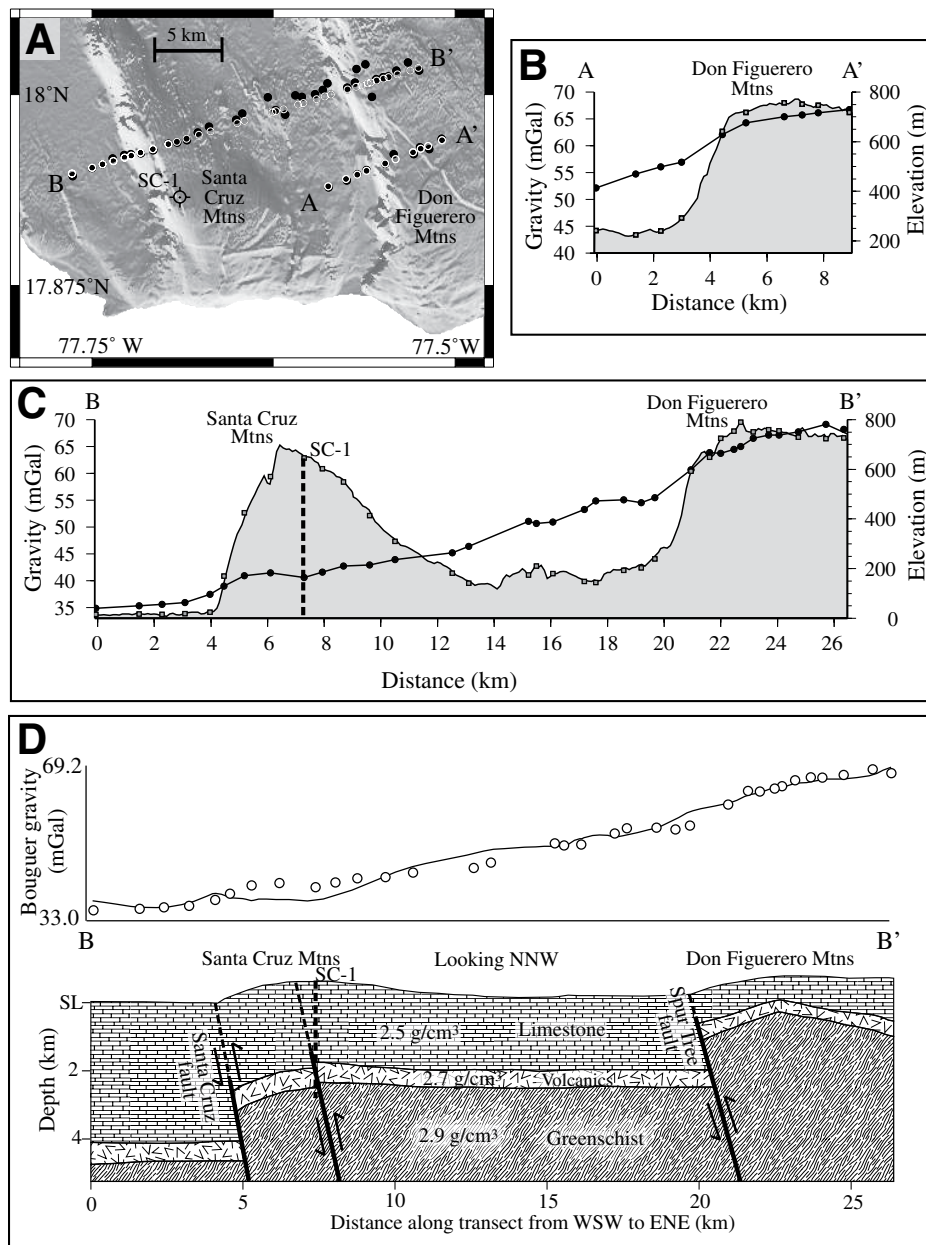 A
5 km
B'
18°N
A'
B
SC-1
Santa
Cruz
Mtns
A
Don
Figuerero
Mtns
17.875°N
77.75° W
77.5° W
B
A
Don Figuerero
Mtns
A'
Gravity (mGal)
70
65
60
55
50
45
40
800
600
400
200
Elevation (m)
0 2 4 6 8
Distance (km)
C
B
Santa Cruz
Mtns
SC-1
Don Figuerero
Mtns
B'
Gravity (mGal)
70
65
60
55
50
45
40
35
800
600
400
200
0
Elevation (m)
0 2 4 6 8 10 12 14 16 18 20 22 24 26
Distance (km)
D
69.2
Bouguer gravity
(mGal)
33.0
B
B'
Santa Cruz Mtns
SC-1
Looking NNW
Don Figuerero Mtns
SL
2
4
Depth (km)
Santa Cruz
fault
2.5 g/cm³
Limestone
Spur Tree
fault
2.7 g/cm³
Volcanics
2.9 g/cm³
Greenschist
0 5 10 15 20 25
Distance along transect from WSW to ENE (km)